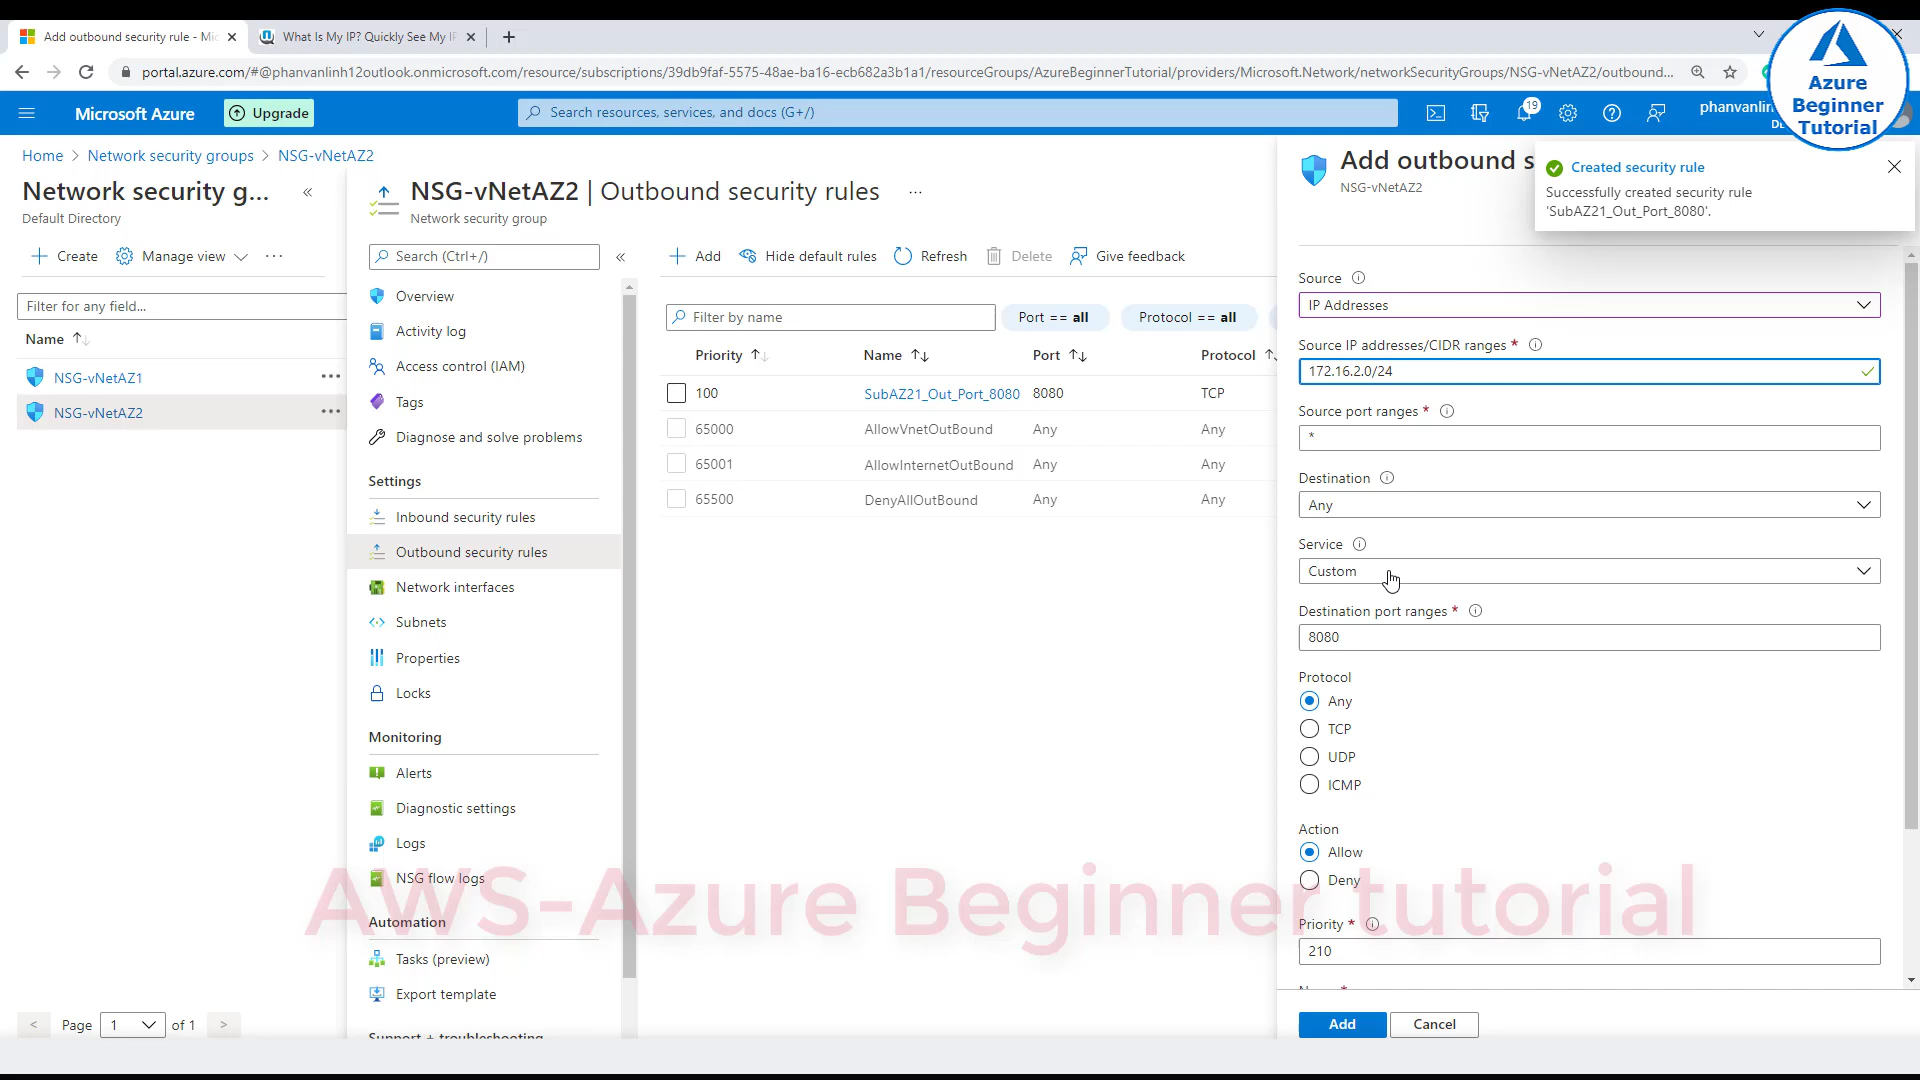 Add outbound security rule - Mic
What Is My IP? Quickly See My IP
portal.azure.com/#@phanvanlinh12outlook.onmicrosoft.com/resource/subscriptions/39db9faf-5575-48ae-ba16-ecb682a3b1a1/resourceGroups/AzureBeginnerTutorial/providers/Microsoft.Network/networkSecurityGroups/NSG-vNetAZ2/outbound...
Azure
Beginner
Tutorial
Microsoft Azure
Upgrade
Search resources, services, and docs (G+/)
19
phanvanlin
Home > Network security groups > NSG-vNetAZ2
Network security g...
Default Directory
Create
Manage view
Filter for any field...
Name
NSG-vNetAZ1
NSG-vNetAZ2
< Page 1 of 1 >
NSG-vNetAZ2 | Outbound security rules
Network security group
Search (Ctrl+/)
Overview
Activity log
Access control (IAM)
Tags
Diagnose and solve problems
Settings
Inbound security rules
Outbound security rules
Network interfaces
Subnets
Properties
Locks
Monitoring
Alerts
Diagnostic settings
Logs
NSG flow logs
Automation
Tasks (preview)
Export template
Support + troubleshooting
Add
Hide default rules
Refresh
Delete
Give feedback
Filter by name
Port == all
Protocol == all
Priority Name Port Protocol
100 SubAZ21_Out_Port_8080 8080 TCP
65000 AllowVnetOutBound Any Any
65001 AllowInternetOutBound Any Any
65500 DenyAllOutBound Any Any
Add outbound s
NSG-vNetAZ2
Created security rule
Successfully created security rule
'SubAZ21_Out_Port_8080'.
Source
IP Addresses
Source IP addresses/CIDR ranges *
172.16.2.0/24
Source port ranges *
*
Destination
Any
Service
Custom
Destination port ranges *
8080
Protocol
Any
TCP
UDP
ICMP
Action
Allow
Deny
Priority *
210
Add
Cancel
AWS-Azure Beginner tutorial